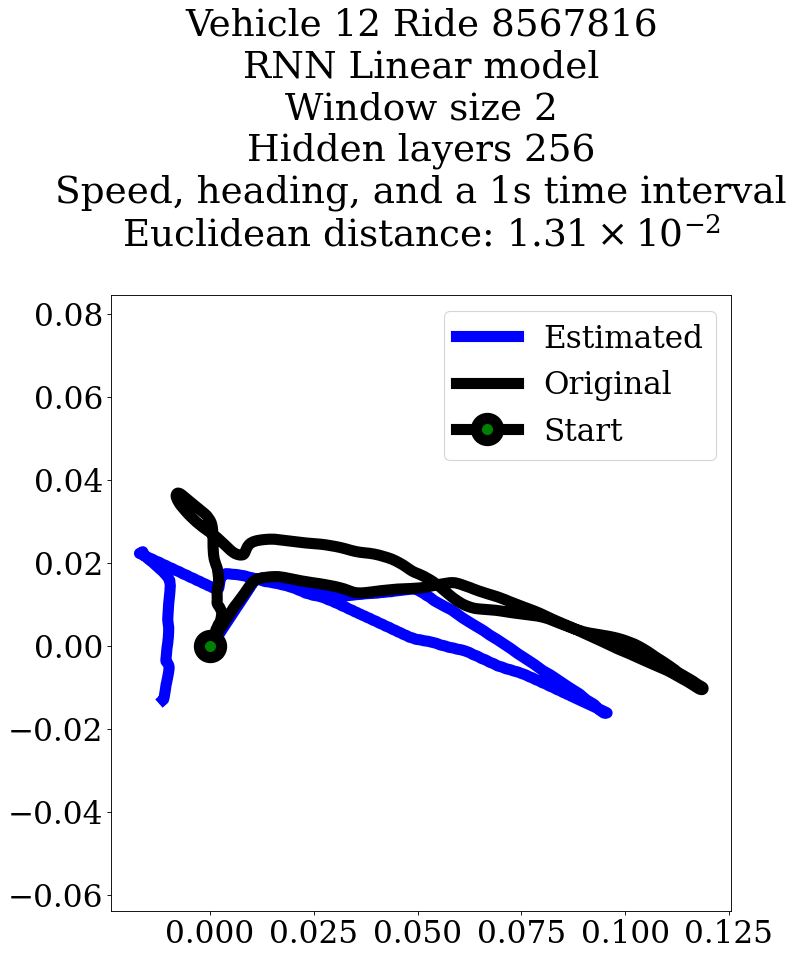 Vehicle 12 Ride 8567816
RNN Linear model
Window size 2
Hidden layers 256
Speed, heading, and a 1s time interval
Euclidean distance: 1.31 × 10⁻²
Estimated
Original
Start
0.08
0.06
0.04
0.02
0.00
−0.02
−0.04
−0.06
0.000 0.025 0.050 0.075 0.100 0.125